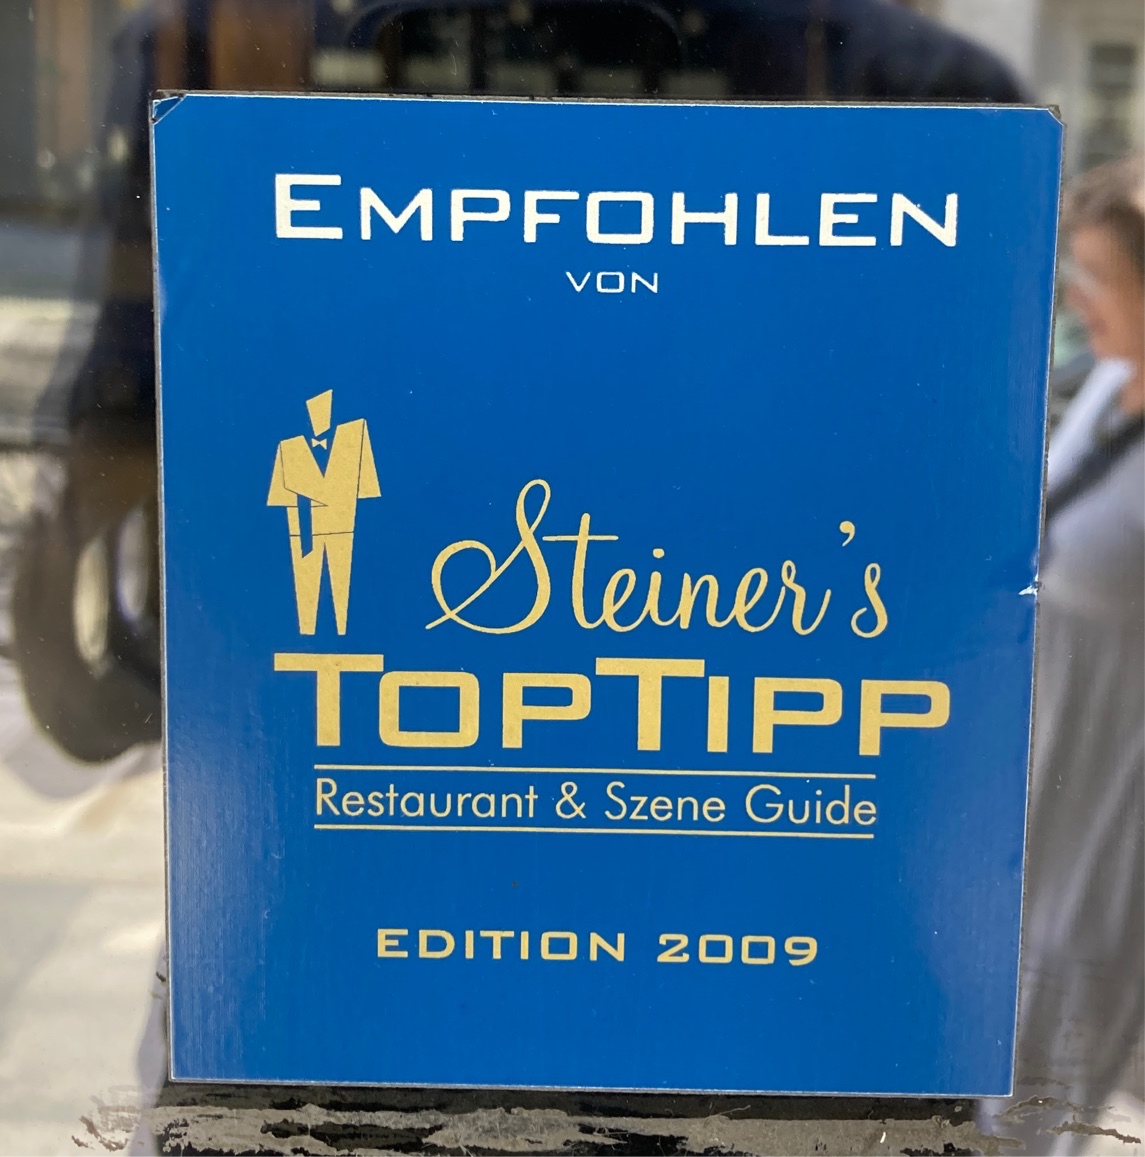 EMPFOHLEN
VON
Steiner's
TOPTIPP
Restaurant & Szene Guide
EDITION 2009